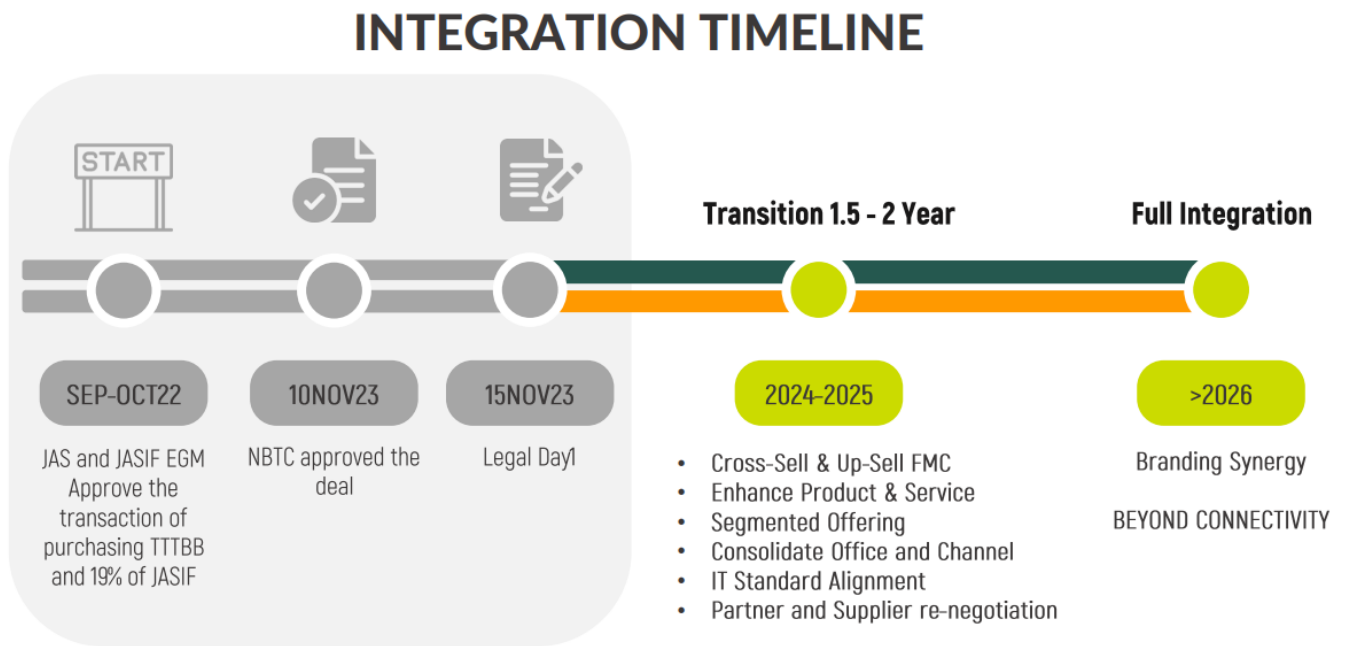 INTEGRATION TIMELINE
START
Transition 1.5 - 2 Year
Full Integration
SEP-OCT22
10NOV23
15NOV23
2024-2025
>2026
JAS and JASIF EGM
Approve the
transaction of
purchasing TTTBB
and 19% of JASIF
NBTC approved the
deal
Legal Day1
• Cross-Sell & Up-Sell FMC
• Enhance Product & Service
• Segmented Offering
• Consolidate Office and Channel
• IT Standard Alignment
• Partner and Supplier re-negotiation
Branding Synergy
BEYOND CONNECTIVITY